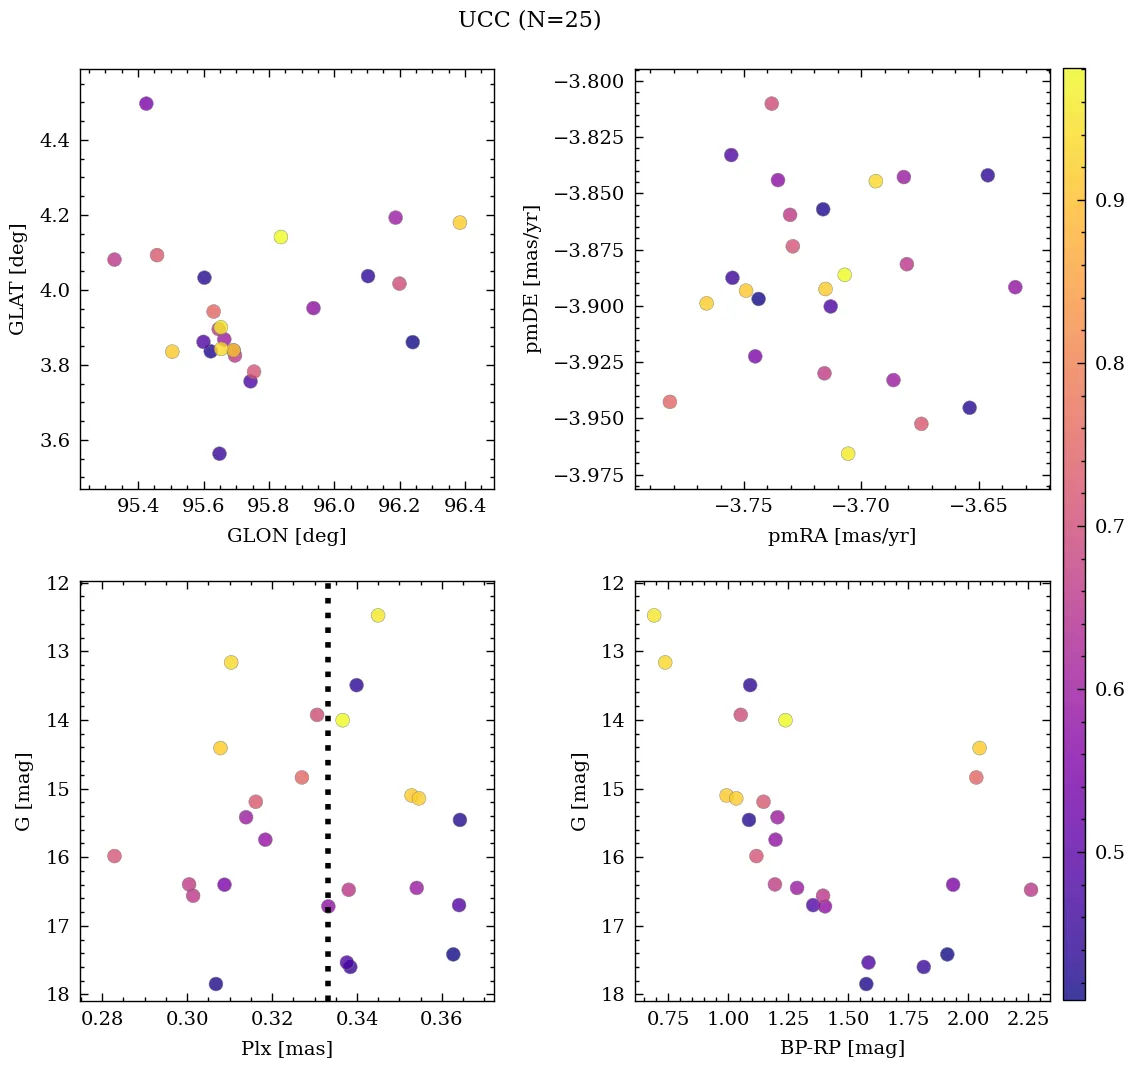 UCC (N=25)
4.4
4.2
4.0
3.8
3.6
GLAT [deg]
95.4 95.6 95.8 96.0 96.2 96.4
GLON [deg]
−3.800
−3.825
−3.850
−3.875
−3.900
−3.925
−3.950
−3.975
pmDE [mas/yr]
−3.75 −3.70 −3.65
pmRA [mas/yr]
12
13
14
15
16
17
18
G [mag]
0.28 0.30 0.32 0.34 0.36
Plx [mas]
12
13
14
15
16
17
18
G [mag]
0.75 1.00 1.25 1.50 1.75 2.00 2.25
BP-RP [mag]
0.9
0.8
0.7
0.6
0.5